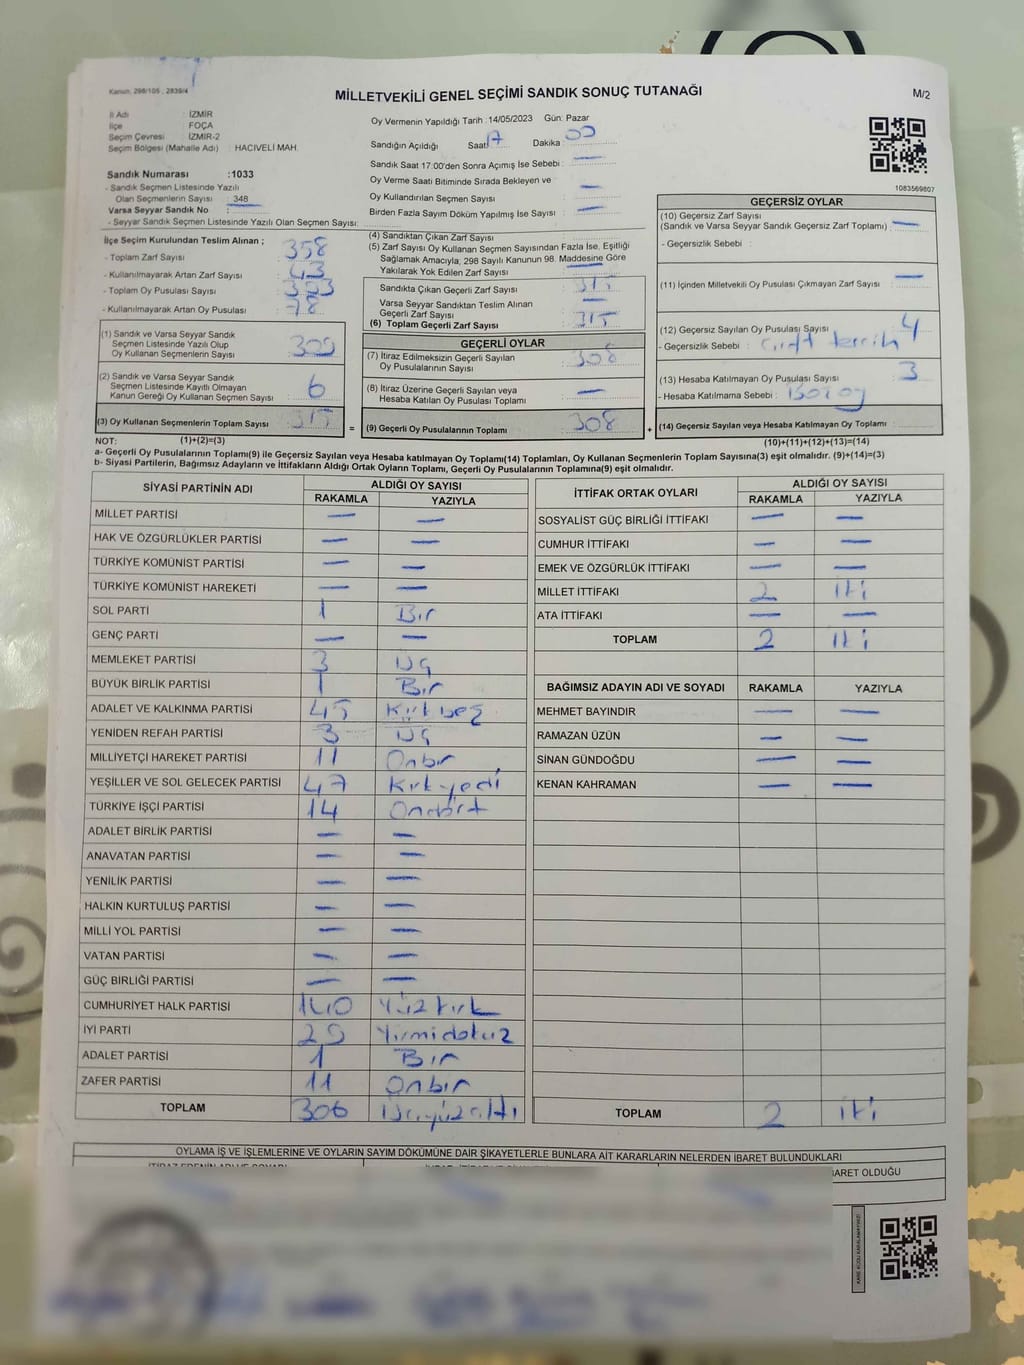 Kanun: 298/105 , 2839/4
MİLLETVEKİLİ GENEL SEÇİMİ SANDIK SONUÇ TUTANAĞI
M/2
İl Adı : İZMİR
İlçe : FOÇA
Seçim Çevresi : İZMİR-2
Seçim Bölgesi (Mahalle Adı) : HACIVELİ MAH.
Sandık Numarası :1033
- Sandık Seçmen Listesinde Yazılı
Olan Seçmenlerin Sayısı : 348
Varsa Seyyar Sandık No :
- Seyyar Sandık Seçmen Listesinde Yazılı Olan Seçmen Sayısı:
Oy Vermenin Yapıldığı Tarih :14/05/2023 Gün: Pazar
Sandığın Açıldığı Saat: 17 Dakika : 00
Sandık Saat 17:00'den Sonra Açımış İse Sebebi : —
Oy Verme Saati Bitiminde Sırada Bekleyen ve
Oy Kullandırılan Seçmen Sayısı : —
Birden Fazla Sayım Döküm Yapılmış İse Sayısı : —
1083569807
İlçe Seçim Kurulundan Teslim Alınan ;
- Toplam Zarf Sayısı : 358
- Kullanılmayarak Artan Zarf Sayısı : 43
- Toplam Oy Pusulası Sayısı :
- Kullanılmayarak Artan Oy Pusulası : 78
(1) Sandık ve Varsa Seyyar Sandık
Seçmen Listesinde Yazılı Olup
Oy Kullanan Seçmenlerin Sayısı : 309
(2) Sandık ve Varsa Seyyar Sandık
Seçmen Listesinde Kayıtlı Olmayan
Kanun Gereği Oy Kullanan Seçmen Sayısı : 6
(3) Oy Kullanan Seçmenlerin Toplam Sayısı : 315
(4) Sandıktan Çıkan Zarf Sayısı :
(5) Zarf Sayısı Oy Kullanan Seçmen Sayısından Fazla İse, Eşitliği
Sağlamak Amacıyla, 298 Sayılı Kanunun 98. Maddesine Göre
Yakılarak Yok Edilen Zarf Sayısı : —
Sandıkta Çıkan Geçerli Zarf Sayısı : 315
Varsa Seyyar Sandıktan Teslim Alınan
Geçerli Zarf Sayısı : —
(6) Toplam Geçerli Zarf Sayısı : 315
GEÇERLİ OYLAR
(7) İtiraz Edilmeksizin Geçerli Sayılan
Oy Pusulalarının Sayısı : 308
(8) İtiraz Üzerine Geçerli Sayılan veya
Hesaba Katılan Oy Pusulası Toplamı : —
= (9) Geçerli Oy Pusulalarının Toplamı : 308
GEÇERSİZ OYLAR
(10) Geçersiz Zarf Sayısı
(Sandık ve Varsa Seyyar Sandık Geçersiz Zarf Toplamı) : —
- Geçersizlik Sebebi :
(11) İçinden Milletvekili Oy Pusulası Çıkmayan Zarf Sayısı : —
(12) Geçersiz Sayılan Oy Pusulası Sayısı : 4
- Geçersizlik Sebebi : Çift tercih
(13) Hesaba Katılmayan Oy Pusulası Sayısı : 3
- Hesaba Katılmama Sebebi : Boş oy
+ (14) Geçersiz Sayılan veya Hesaba Katılmayan Oy Toplamı :
NOT: (1)+(2)=(3) (10)+(11)+(12)+(13)=(14)
a- Geçerli Oy Pusulalarının Toplamı(9) ile Geçersiz Sayılan veya Hesaba katılmayan Oy Toplamı(14) Toplamları, Oy Kullanan Seçmenlerin Toplam Sayısına(3) eşit olmalıdır. (9)+(14)=(3)
b- Siyasi Partilerin, Bağımsız Adayların ve İttifakların Aldığı Ortak Oyların Toplamı, Geçerli Oy Pusulalarının Toplamına(9) eşit olmalıdır.
SİYASİ PARTİNİN ADI ALDIĞI OY SAYISI
RAKAMLA YAZIYLA
MİLLET PARTİSİ — —
HAK VE ÖZGÜRLÜKLER PARTİSİ — —
TÜRKİYE KOMÜNİST PARTİSİ — —
TÜRKİYE KOMÜNİST HAREKETİ — —
SOL PARTİ 1 Bir
GENÇ PARTİ — —
MEMLEKET PARTİSİ 3 Üç
BÜYÜK BİRLİK PARTİSİ 1 Bir
ADALET VE KALKINMA PARTİSİ 45 Kırkbeş
YENİDEN REFAH PARTİSİ 3 Üç
MİLLİYETÇİ HAREKET PARTİSİ 11 Onbir
YEŞİLLER VE SOL GELECEK PARTİSİ 47 Kırkyedi
TÜRKİYE İŞÇİ PARTİSİ 14 Ondört
ADALET BİRLİK PARTİSİ — —
ANAVATAN PARTİSİ — —
YENİLİK PARTİSİ — —
HALKIN KURTULUŞ PARTİSİ — —
MİLLİ YOL PARTİSİ — —
VATAN PARTİSİ — —
GÜÇ BİRLİĞİ PARTİSİ — —
CUMHURİYET HALK PARTİSİ 140 Yüzkırk
İYİ PARTİ 29 Yirmidokuz
ADALET PARTİSİ 1 Bir
ZAFER PARTİSİ 11 Onbir
TOPLAM 306 Üçyüzaltı
İTTİFAK ORTAK OYLARI ALDIĞI OY SAYISI
RAKAMLA YAZIYLA
SOSYALİST GÜÇ BİRLİĞİ İTTİFAKI — —
CUMHUR İTTİFAKI — —
EMEK VE ÖZGÜRLÜK İTTİFAKI — —
MİLLET İTTİFAKI 2 iki
ATA İTTİFAKI — —
TOPLAM 2 iki
BAĞIMSIZ ADAYIN ADI VE SOYADI RAKAMLA YAZIYLA
MEHMET BAYINDIR — —
RAMAZAN ÜZÜN — —
SİNAN GÜNDOĞDU — —
KENAN KAHRAMAN — —
TOPLAM 2 iki
OYLAMA İŞ VE İŞLEMLERİNE VE OYLARIN SAYIM DÖKÜMÜNE DAİR ŞİKAYETLERLE BUNLARA AİT KARARLARIN NELERDEN İBARET BULUNDUKLARI
BARET OLDUĞU
KARE KODU KARALAMAYINIZ!